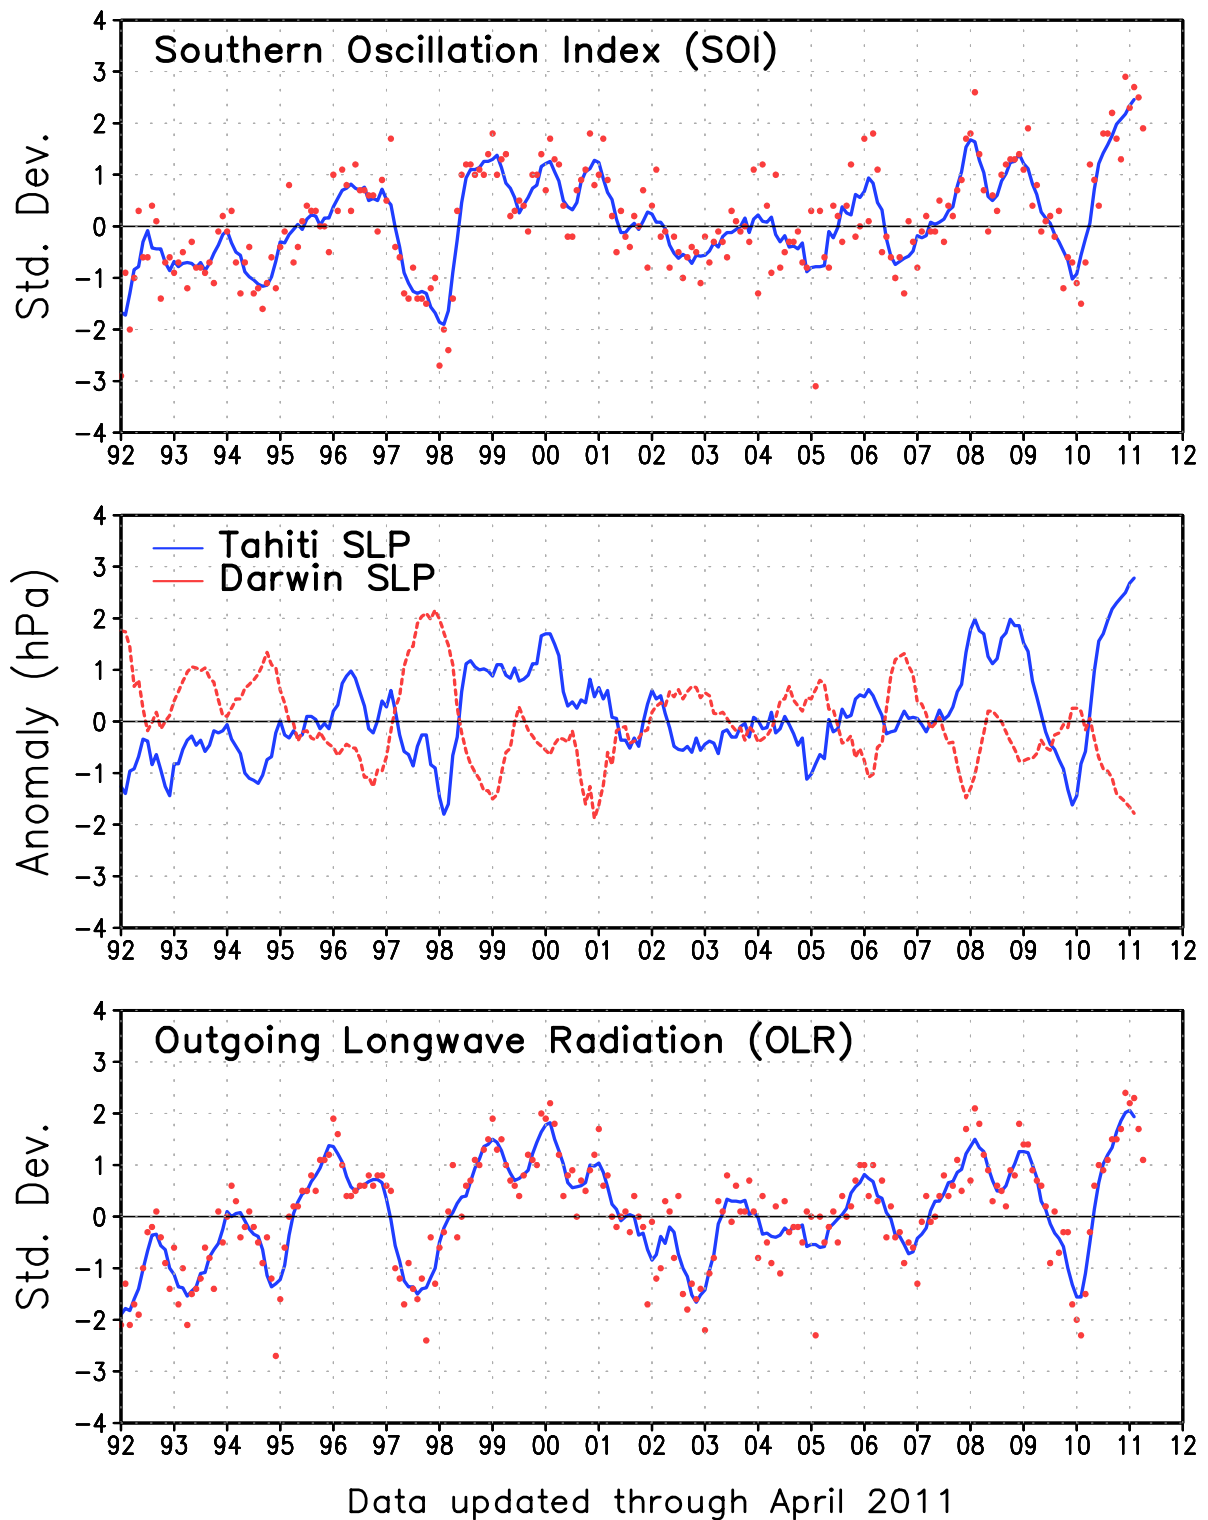 Southern Oscillation Index (SOI)
Std. Dev.
4
3
2
1
0
−1
−2
−3
−4
92 93 94 95 96 97 98 99 00 01 02 03 04 05 06 07 08 09 10 11 12
Tahiti SLP
Darwin SLP
Anomaly (hPa)
4
3
2
1
0
−1
−2
−3
−4
92 93 94 95 96 97 98 99 00 01 02 03 04 05 06 07 08 09 10 11 12
Outgoing Longwave Radiation (OLR)
Std. Dev.
4
3
2
1
0
−1
−2
−3
−4
92 93 94 95 96 97 98 99 00 01 02 03 04 05 06 07 08 09 10 11 12
Data updated through April 2011